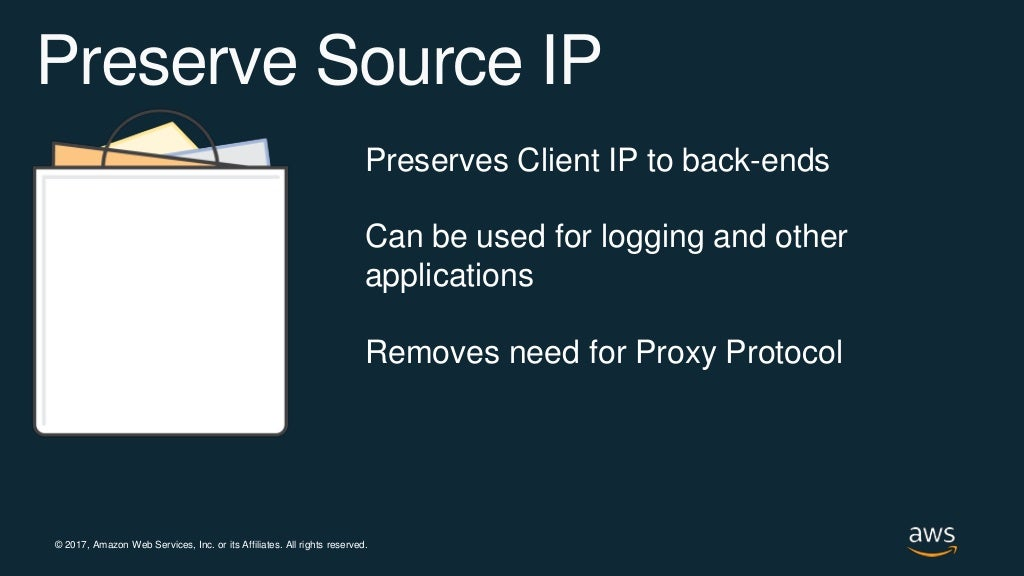 Preserve Source IP
Preserves Client IP to back-ends
Can be used for logging and other
applications
Removes need for Proxy Protocol
© 2017, Amazon Web Services, Inc. or its Affiliates. All rights reserved.
aws